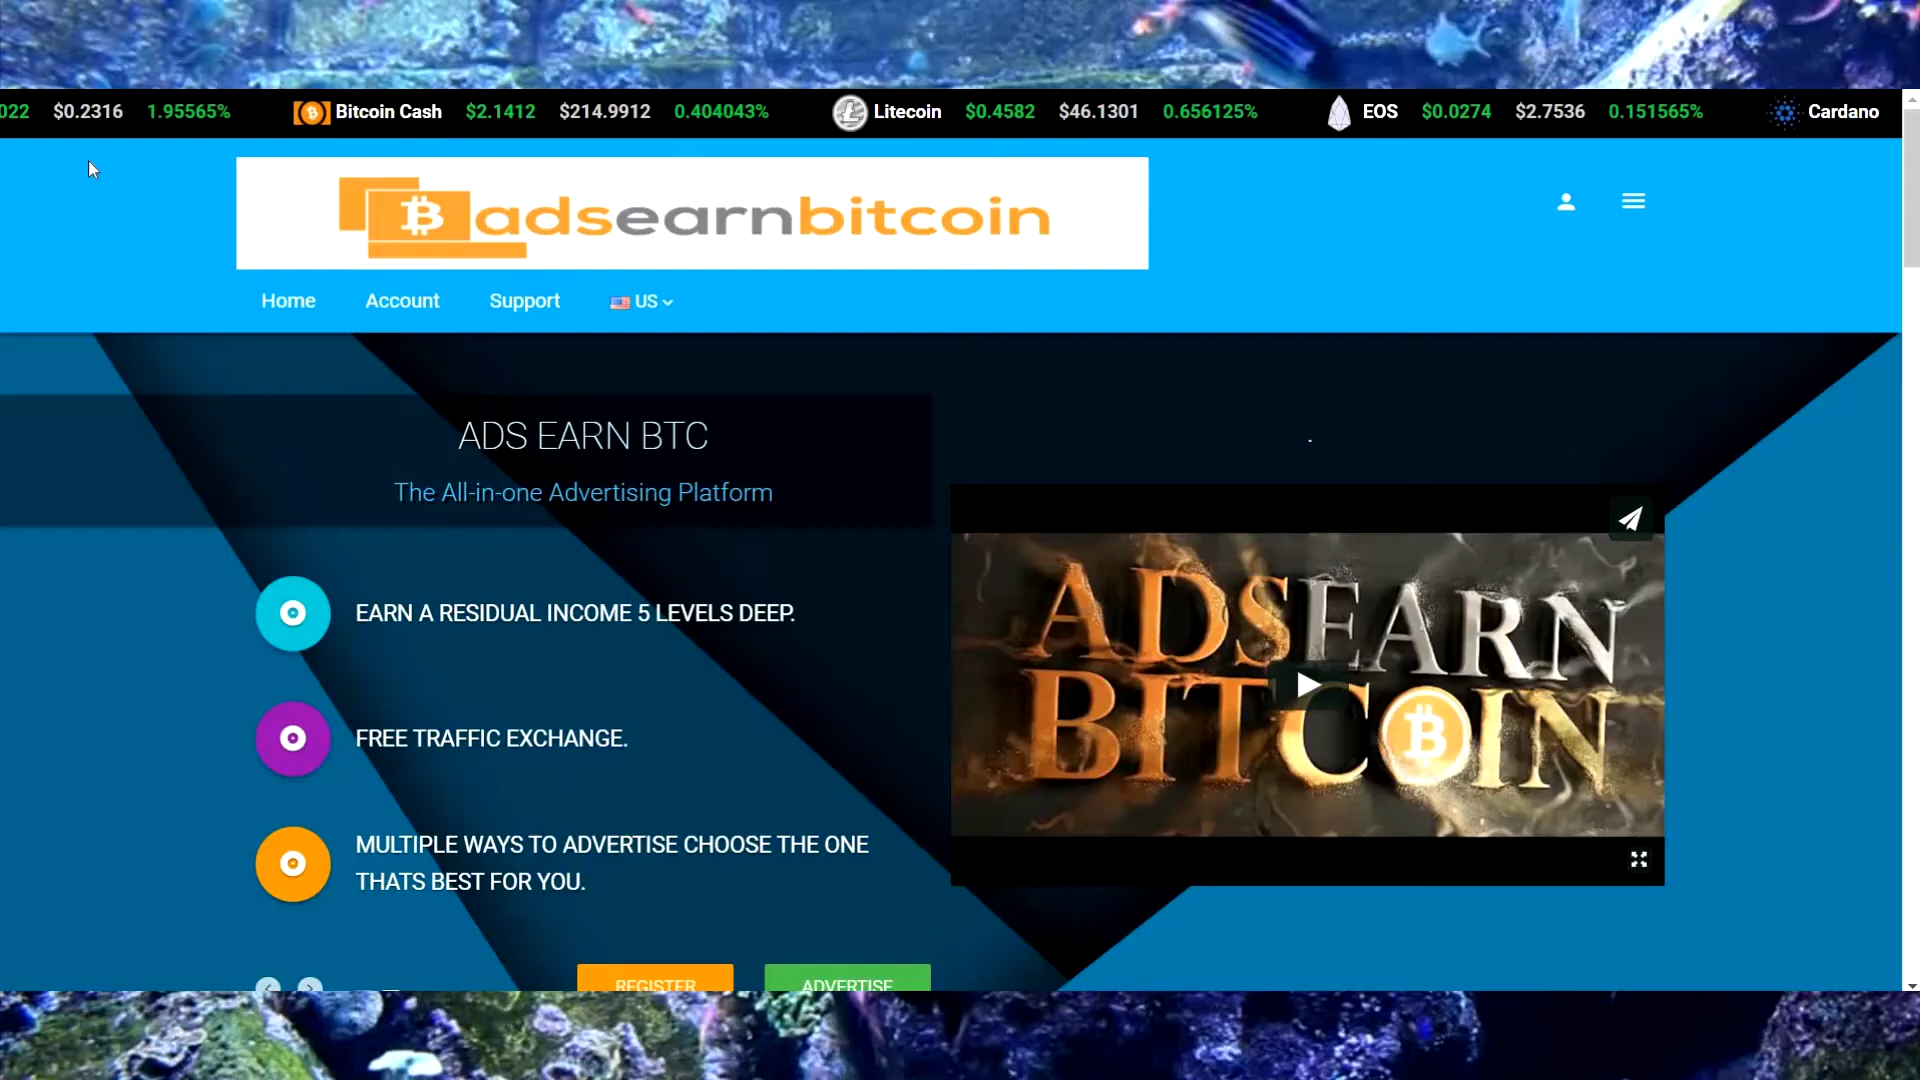 022 $0.2316 1.95565% Bitcoin Cash $2.1412 $214.9912 0.404043% Litecoin $0.4582 $46.1301 0.656125% EOS $0.0274 $2.7536 0.151565% Cardano
adsearnbitcoin
Home Account Support US
ADS EARN BTC
The All-in-one Advertising Platform
EARN A RESIDUAL INCOME 5 LEVELS DEEP.
FREE TRAFFIC EXCHANGE.
MULTIPLE WAYS TO ADVERTISE CHOOSE THE ONE
THATS BEST FOR YOU.
ADSEARN
BITCOIN
REGISTER ADVERTISE